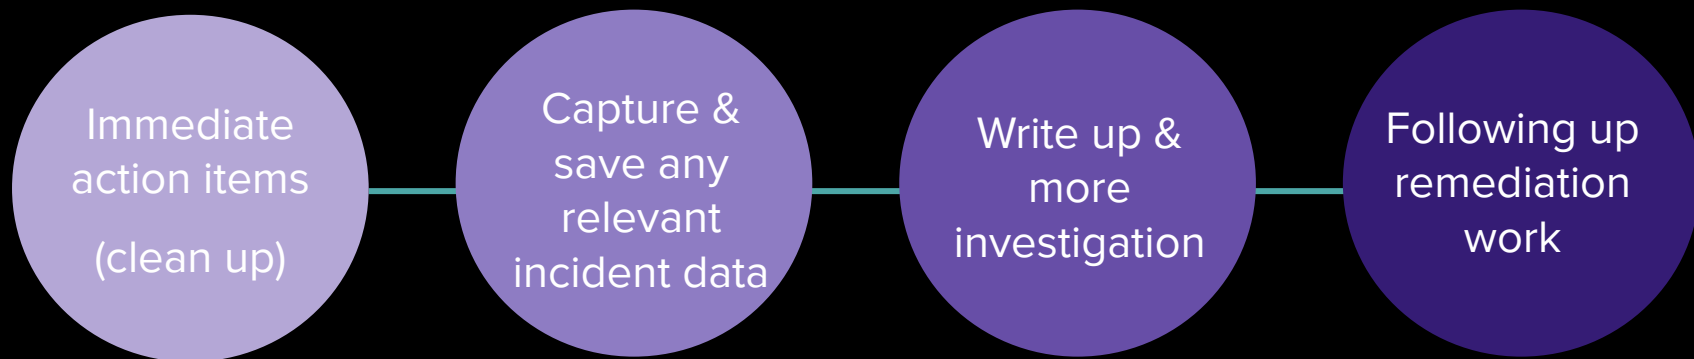 Immediate
action items
(clean up)
Capture &
save any
relevant
incident data
Write up &
more
investigation
Following up
remediation
work